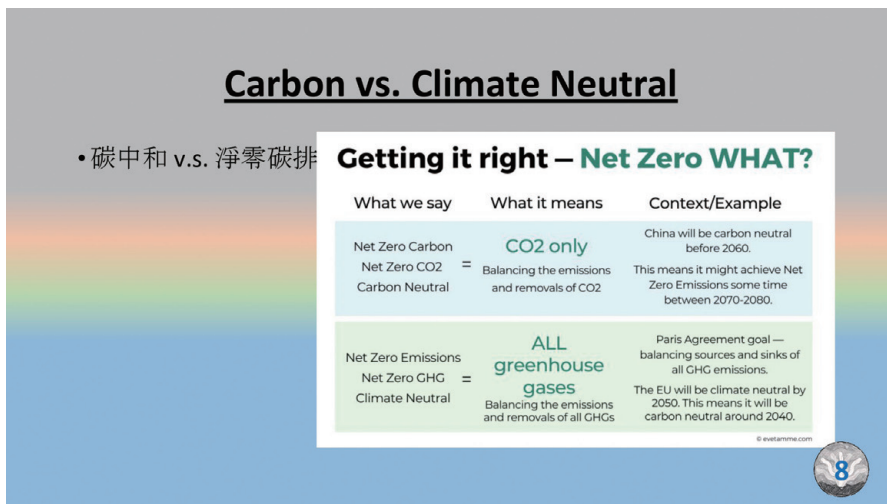 Carbon vs. Climate Neutral
• 碳中和 v.s. 淨零碳排
Getting it right – Net Zero WHAT?
What we say What it means Context/Example
Net Zero Carbon
Net Zero CO2
Carbon Neutral
=
CO2 only
Balancing the emissions
and removals of CO2
China will be carbon neutral
before 2060.
This means it might achieve Net
Zero Emissions some time
between 2070-2080.
Net Zero Emissions
Net Zero GHG
Climate Neutral
=
ALL
greenhouse
gases
Balancing the emissions
and removals of all GHGs
Paris Agreement goal —
balancing sources and sinks of
all GHG emissions.
The EU will be climate neutral by
2050. This means it will be
carbon neutral around 2040.
© evetamme.com
8